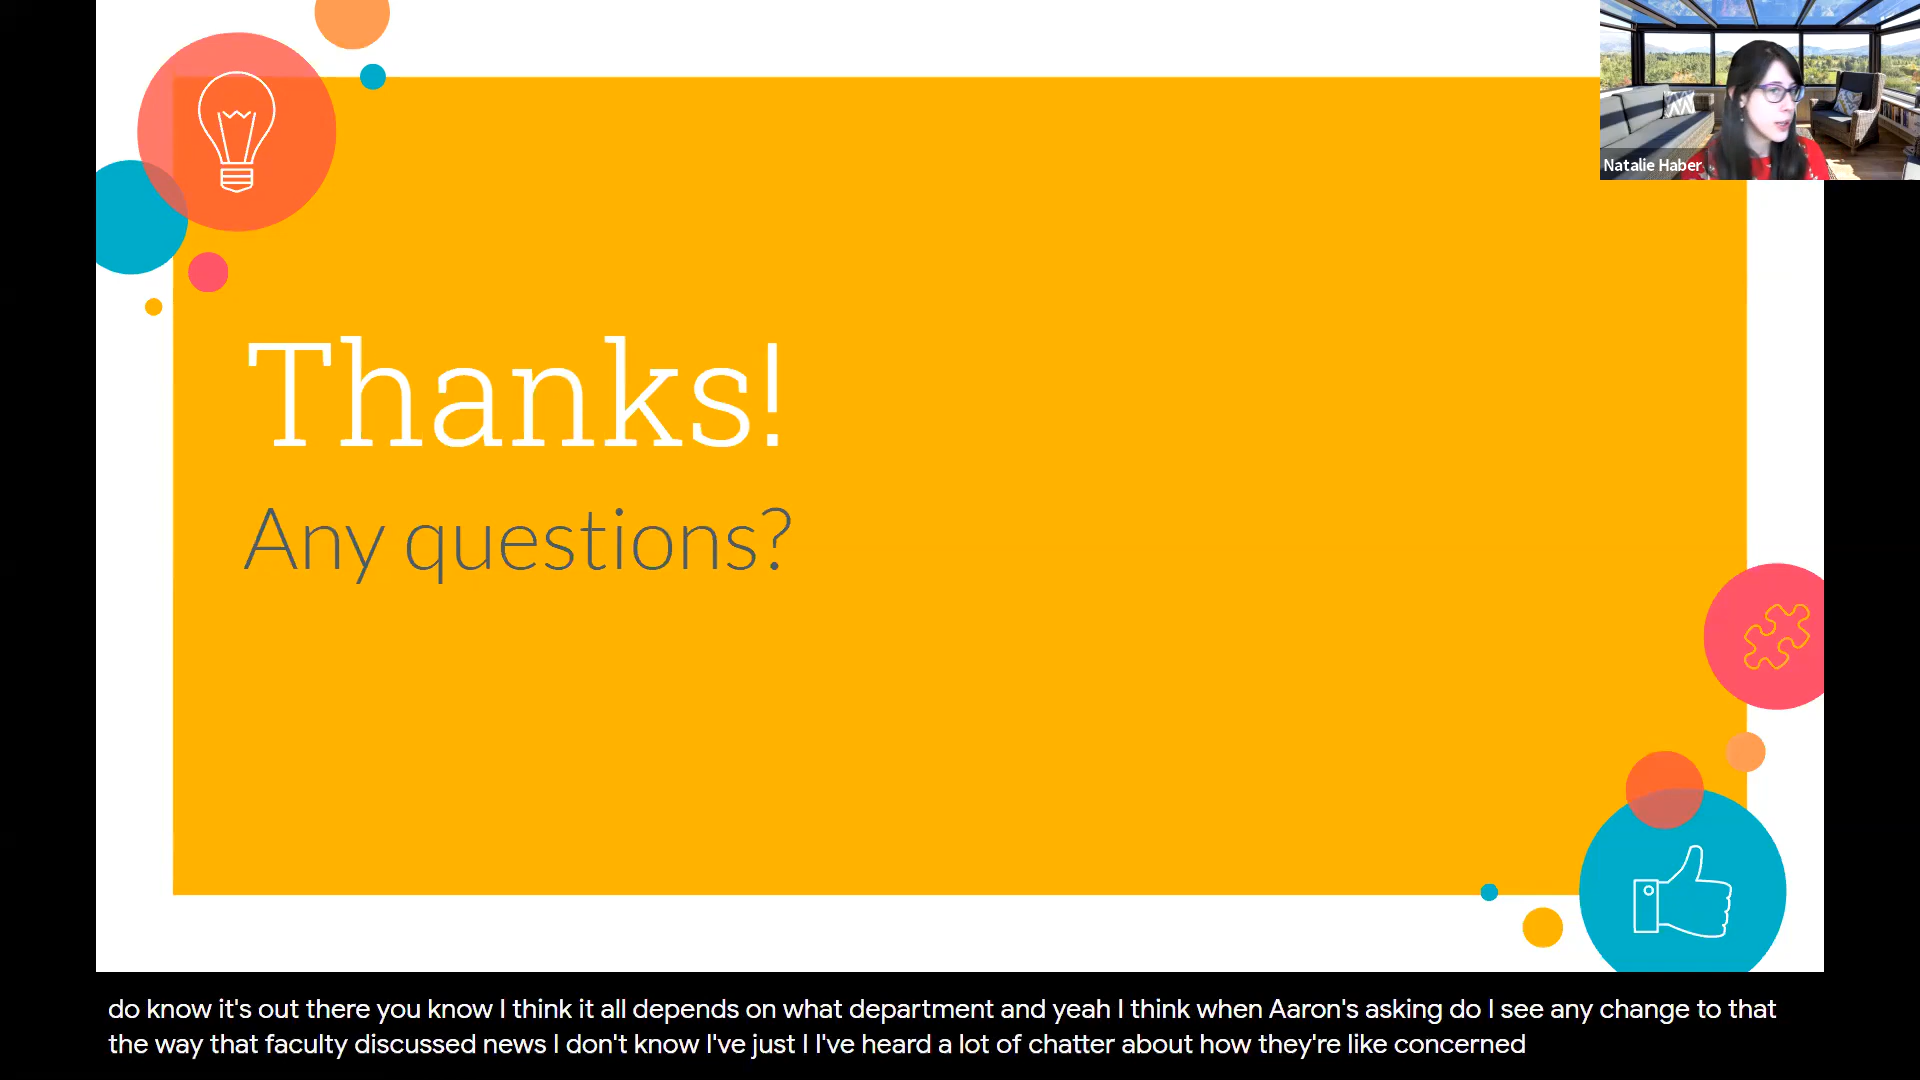 Natalie Haber
Thanks!
Any questions?
do know it's out there you know I think it all depends on what department and yeah I think when Aaron's asking do I see any change to that
the way that faculty discussed news I don't know I've just I I've heard a lot of chatter about how they're like concerned